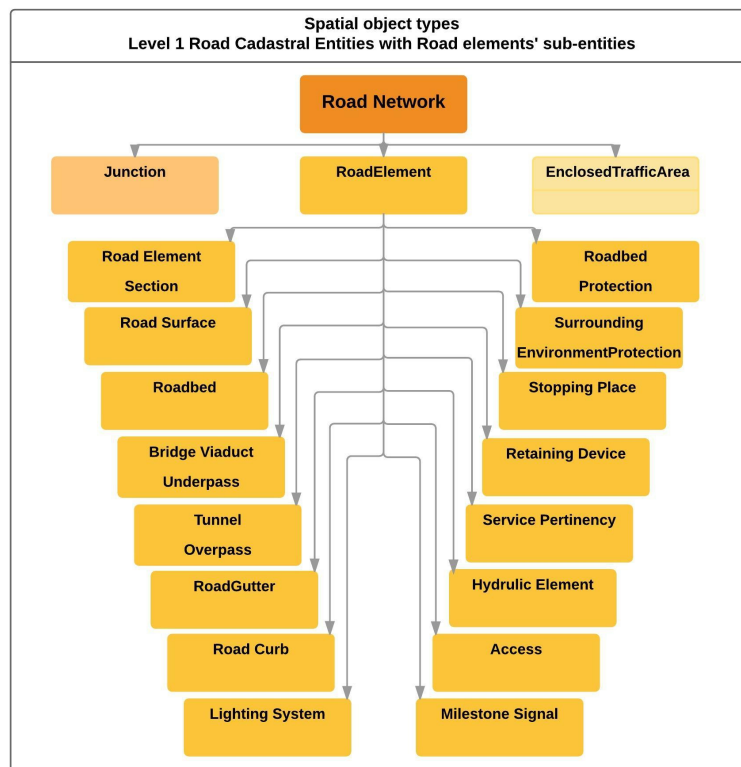 Spatial object types
Level 1 Road Cadastral Entities with Road elements' sub-entities
Road Network
Junction
RoadElement
EnclosedTrafficArea
Road Element
Section
Roadbed
Protection
Road Surface
Surrounding
EnvironmentProtection
Roadbed
Stopping Place
Bridge Viaduct
Underpass
Retaining Device
Tunnel
Overpass
Service Pertinency
RoadGutter
Hydrulic Element
Road Curb
Access
Lighting System
Milestone Signal